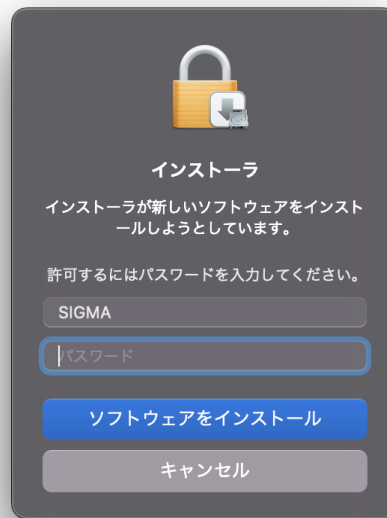 インストーラ
インストーラが新しいソフトウェアをインスト
ールしようとしています。
許可するにはパスワードを入力してください。
SIGMA
パスワード
ソフトウェアをインストール
キャンセル